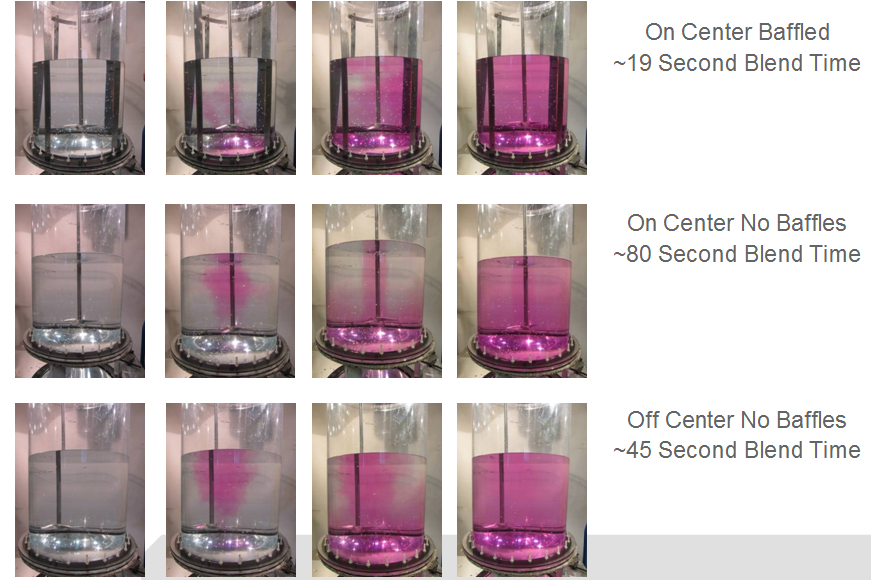 On Center Baffled
~19 Second Blend Time
On Center No Baffles
~80 Second Blend Time
Off Center No Baffles
~45 Second Blend Time